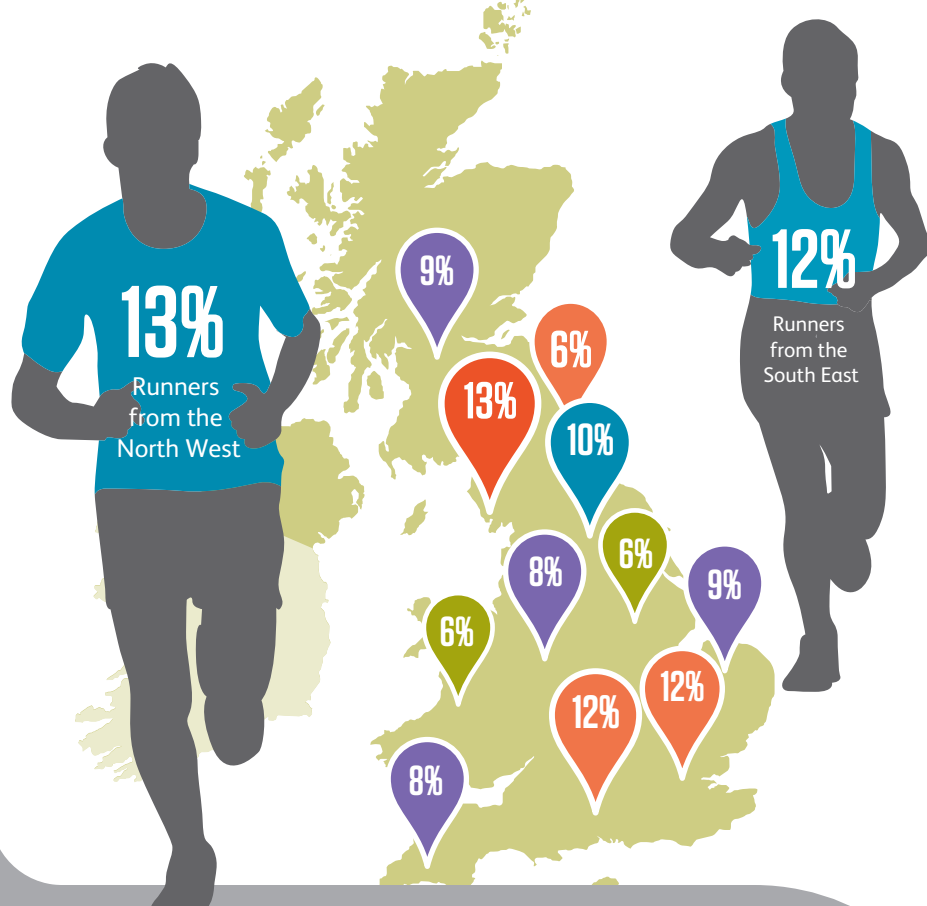 13%
Runners
from the
North West
12%
Runners
from the
South East
9%
6%
13%
10%
6%
8%
9%
6%
12%
12%
8%